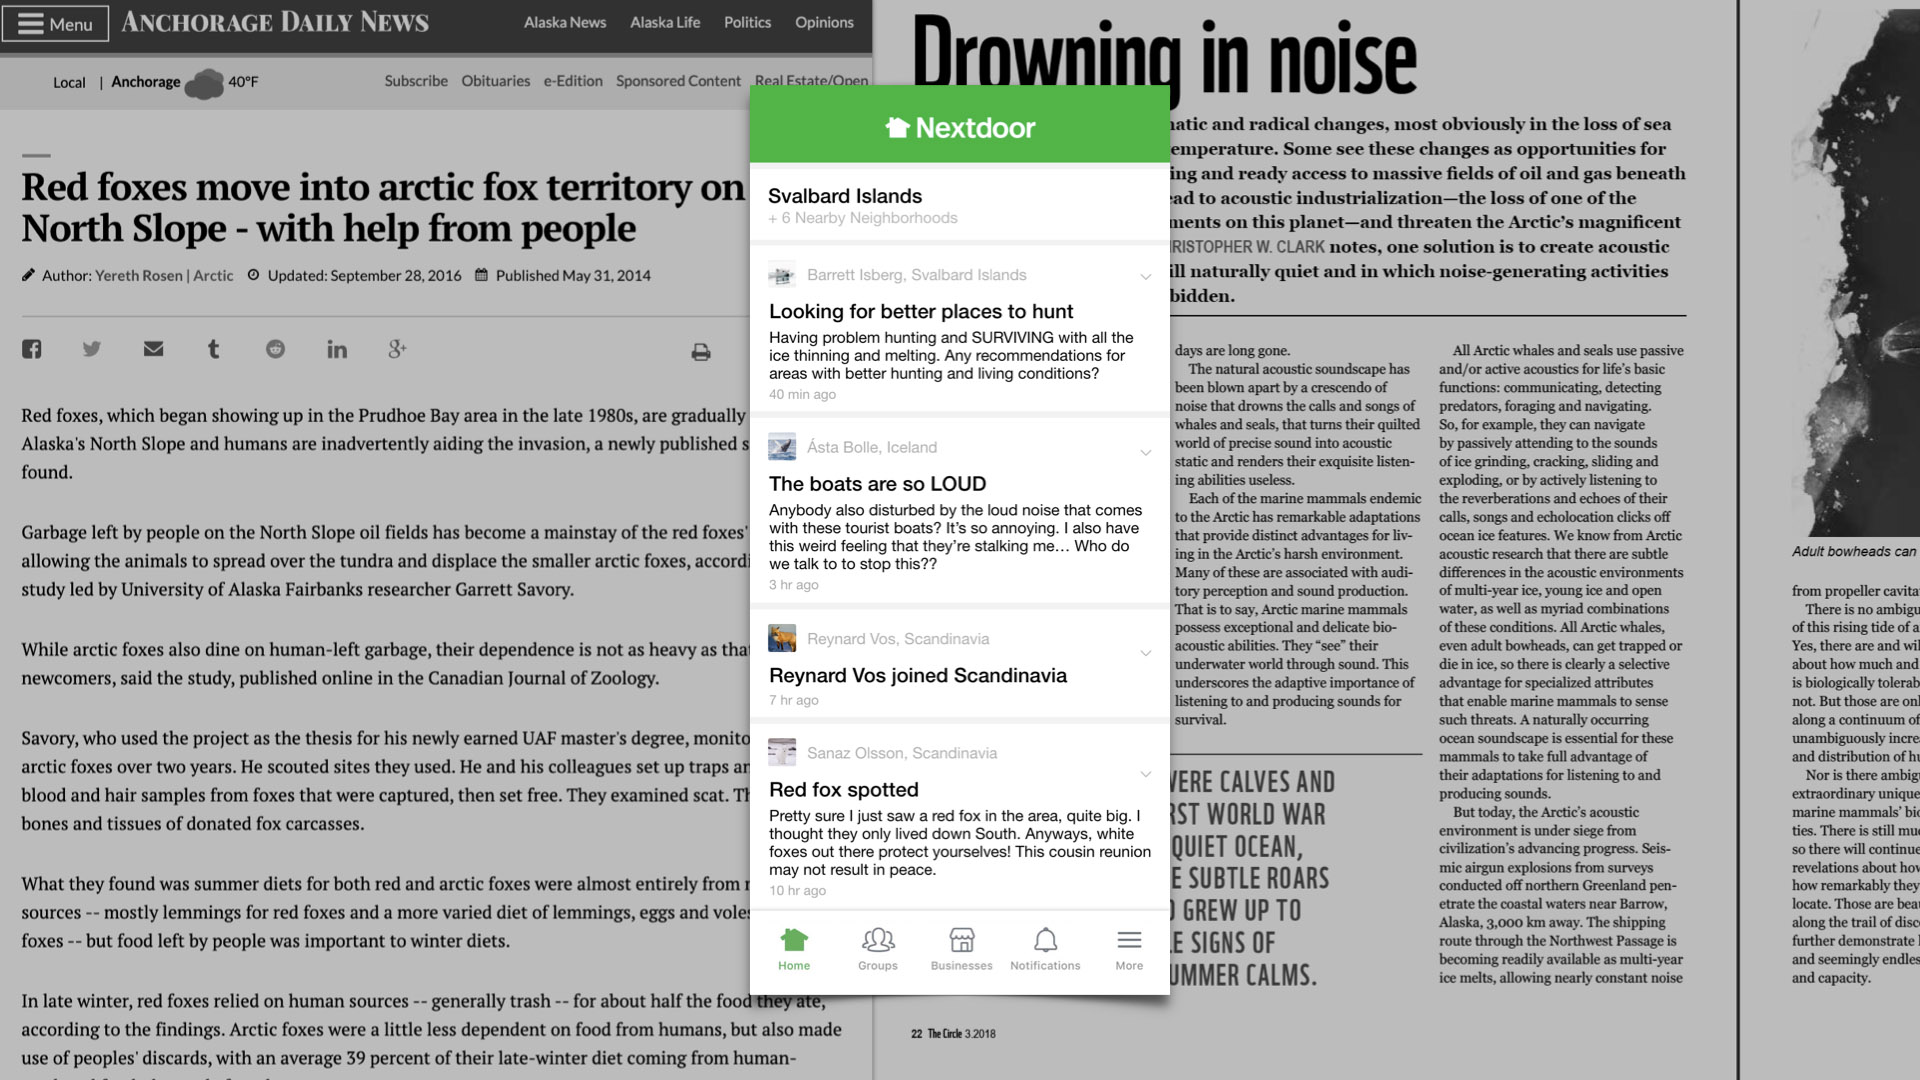 Menu
ANCHORAGE DAILY NEWS
Alaska News
Alaska Life
Politics
Opinions
Local | Anchorage 40°F
Subscribe
Obituaries
e-Edition
Sponsored Content
Real Estate/Open
Red foxes move into arctic fox territory on
North Slope - with help from people
Author: Yereth Rosen | Arctic Updated: September 28, 2016 Published May 31, 2014
Red foxes, which began showing up in the Prudhoe Bay area in the late 1980s, are gradually
Alaska's North Slope and humans are inadvertently aiding the invasion, a newly published
found.
Garbage left by people on the North Slope oil fields has become a mainstay of the red foxes'
allowing the animals to spread over the tundra and displace the smaller arctic foxes,
study led by University of Alaska Fairbanks researcher Garrett Savory.
While arctic foxes also dine on human-left garbage, their dependence is not as heavy as
newcomers, said the study, published online in the Canadian Journal of Zoology.
Savory, who used the project as the thesis for his newly earned UAF master's degree,
arctic foxes over two years. He scouted sites they used. He and his colleagues set up traps
blood and hair samples from foxes that were captured, then set free. They examined scat.
bones and tissues of donated fox carcasses.
What they found was summer diets for both red and arctic foxes were almost entirely from
sources -- mostly lemmings for red foxes and a more varied diet of lemmings, eggs and
foxes -- but food left by people was important to winter diets.
In late winter, red foxes relied on human sources -- generally trash -- for about half the food they ate,
according to the findings. Arctic foxes were a little less dependent on food from humans, but also made
use of peoples' discards, with an average 39 percent of their late-winter diet coming from human-
Nextdoor
Svalbard Islands
+ 6 Nearby Neighborhoods
Barrett Isberg, Svalbard Islands
Looking for better places to hunt
Having problem hunting and SURVIVING with all the
ice thinning and melting. Any recommendations for
areas with better hunting and living conditions?
40 min ago
Ásta Bolle, Iceland
The boats are so LOUD
Anybody also disturbed by the loud noise that comes
with these tourist boats? It's so annoying. I also have
this weird feeling that they're stalking me... Who do
we talk to to stop this??
3 hr ago
Reynard Vos, Scandinavia
Reynard Vos joined Scandinavia
7 hr ago
Sanaz Olsson, Scandinavia
Red fox spotted
Pretty sure I just saw a red fox in the area, quite big. I
thought they only lived down South. Anyways, white
foxes out there protect yourselves! This cousin reunion
may not result in peace.
10 hr ago
Home
Groups
Businesses
Notifications
More
Drowning in noise
and radical changes, most obviously in the loss of sea
Some see these changes as opportunities for
and ready access to massive fields of oil and gas beneath
to acoustic industrialization—the loss of one of the
on this planet—and threaten the Arctic's magnificent
W. CLARK notes, one solution is to create acoustic
naturally quiet and in which noise-generating activities
days are long gone.
The natural acoustic soundscape has
been blown apart by a crescendo of
noise that drowns the calls and songs of
whales and seals, that turns their quilted
world of precise sound into acoustic
static and renders their exquisite listen-
ing abilities useless.
Each of the marine mammals endemic
to the Arctic has remarkable adaptations
that provide distinct advantages for liv-
ing in the Arctic's harsh environment.
Many of these are associated with audi-
tory perception and sound production.
That is to say, Arctic marine mammals
possess exceptional and delicate bio-
acoustic abilities. They “see” their
underwater world through sound. This
underscores the adaptive importance of
listening to and producing sounds for
survival.
CALVES AND
WORLD WAR
QUIET OCEAN,
SUBTLE ROARS
GREW UP TO
SIGNS OF
CALMS.
All Arctic whales and seals use passive
and/or active acoustics for life's basic
functions: communicating, detecting
predators, foraging and navigating.
So, for example, they can navigate
by passively attending to the sounds
of ice grinding, cracking, sliding and
exploding, or by actively listening to
the reverberations and echoes of their
calls, songs and echolocation clicks off
ocean ice features. We know from Arctic
acoustic research that there are subtle
differences in the acoustic environments
of multi-year ice, young ice and open
water, as well as myriad combinations
of these conditions. All Arctic whales,
even adult bowheads, can get trapped or
die in ice, so there is clearly a selective
advantage for specialized attributes
that enable marine mammals to sense
such threats. A naturally occurring
ocean soundscape is essential for these
mammals to take full advantage of
their adaptations for listening to and
producing sounds.
But today, the Arctic's acoustic
environment is under siege from
civilization's advancing progress. Seis-
mic airgun explosions from surveys
conducted off northern Greenland pen-
etrate the coastal waters near Barrow,
Alaska, 3,000 km away. The shipping
route through the Northwest Passage is
becoming readily available as multi-year
ice melts, allowing nearly constant noise
22 The Circle 3.2018
Adult bowheads can
from propeller
There is no
of this rising tide of a
Yes, there are and
about how much and
is biologically
not. But those are
along a continuum of
unambiguously
and distribution of
Nor is there
extraordinary
marine mammals'
ties. There is still
so there will
revelations about
how remarkably they
locate. Those are
along the trail of
further demonstrate
and seemingly
and capacity.